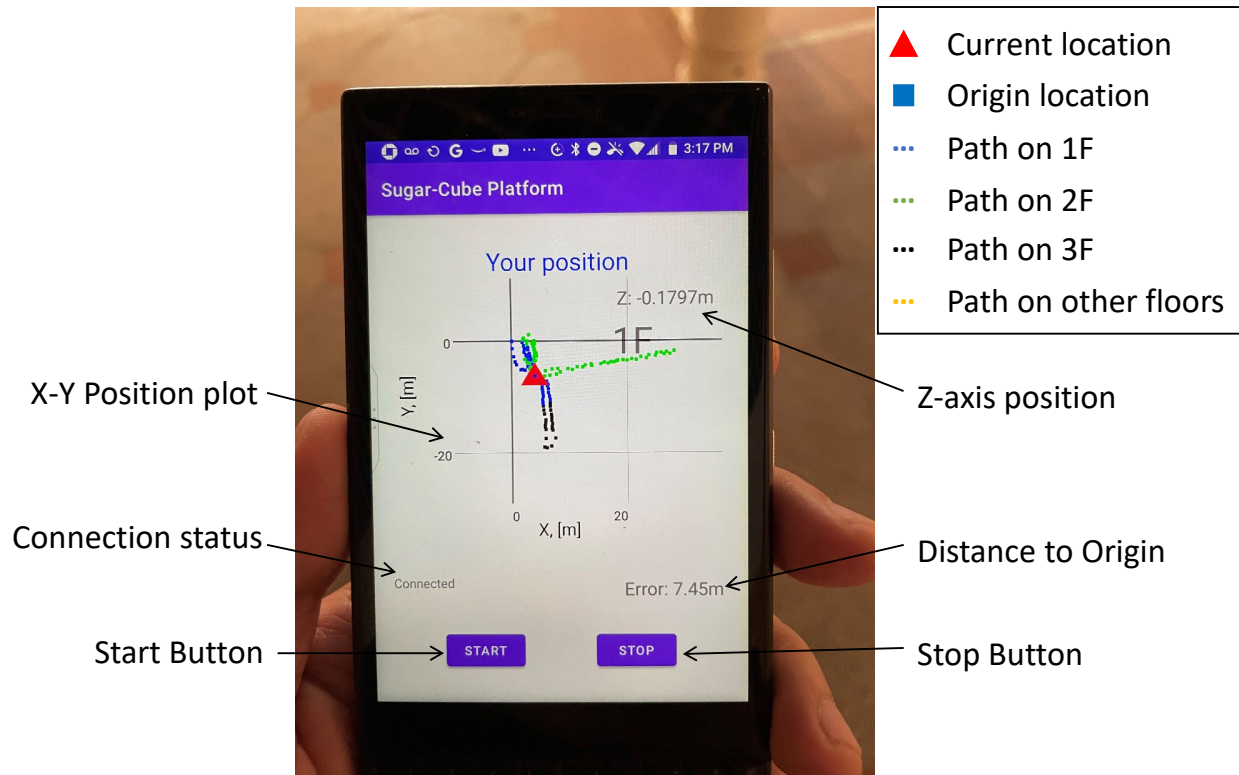 3:17 PM
Sugar-Cube Platform
Your position
Z: -0.1797m
1F
0
Y, [m]
-20
0
20
X, [m]
Connected
Error: 7.45m
START
STOP
X-Y Position plot
Connection status
Start Button
Current location
Origin location
Path on 1F
Path on 2F
Path on 3F
Path on other floors
Z-axis position
Distance to Origin
Stop Button